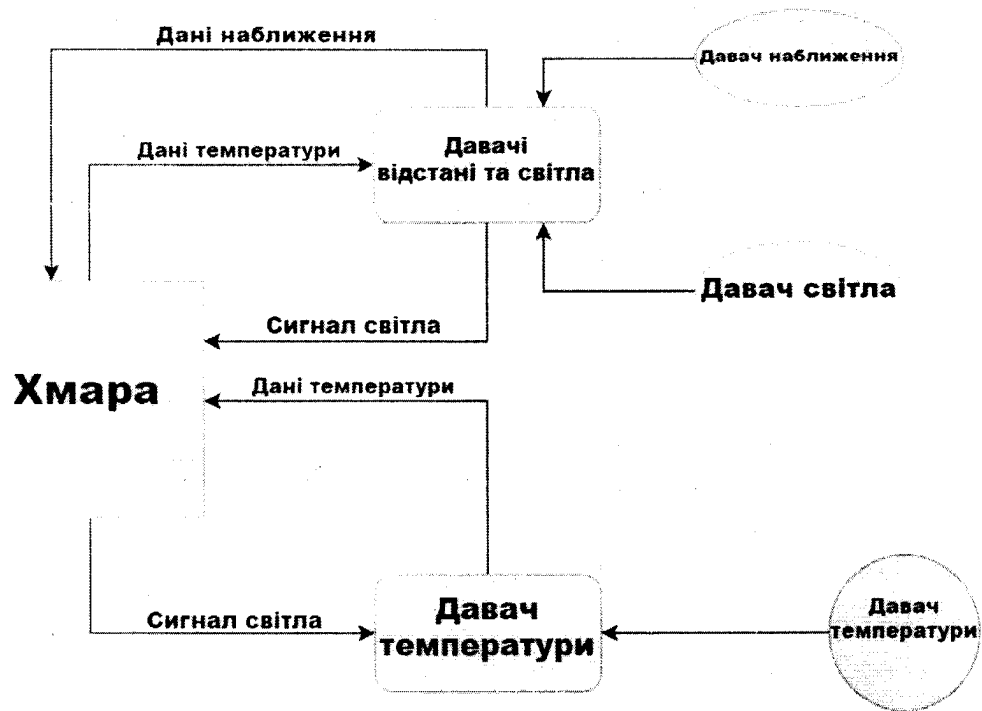 Дані наближення
Давач наближення
Дані температури
Давачі
відстані та світла
Давач світла
Сигнал світла
Хмара
Дані температури
Сигнал світла
Давач
температури
Давач
температури